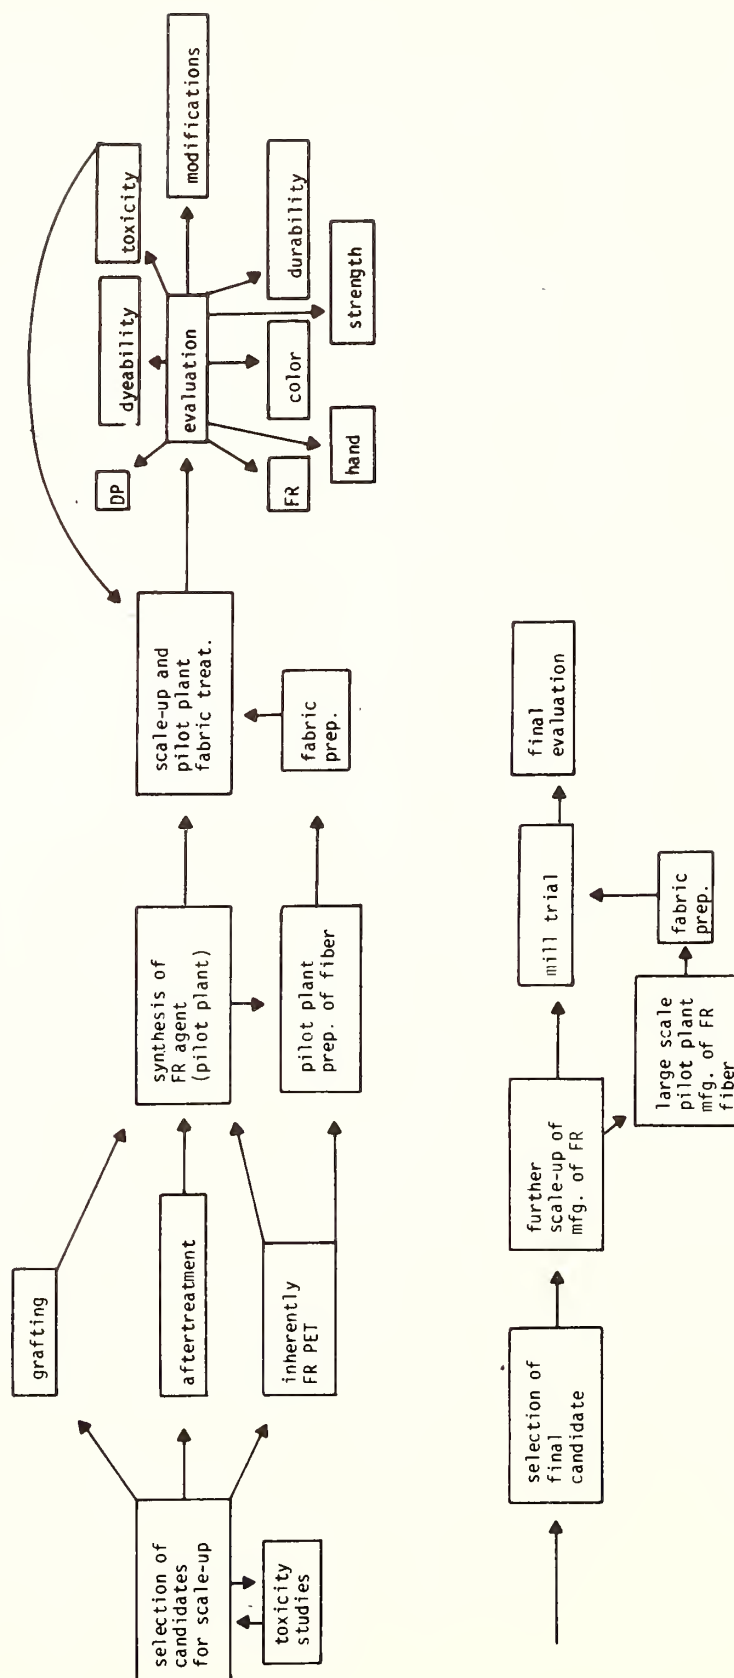 selection of
candidates
for scale-up
toxicity
studies
grafting
aftertreatment
inherently
FR PET
synthesis of
FR agent
(pilot plant)
pilot plant
prep. of fiber
scale-up and
pilot plant
fabric treat.
fabric
prep.
DP
dyeability
toxicity
evaluation
modifications
FR
color
durability
hand
strength
selection of
final
candidate
further
scale-up of
mfg. of FR
large scale
pilot plant
mfg. of FR
fiber
mill trial
fabric
prep.
final
evaluation